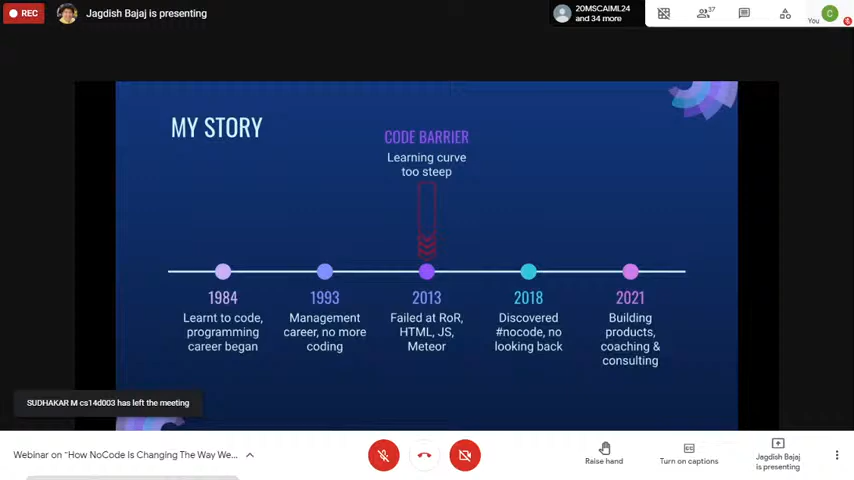 REC
Jagdish Bajaj is presenting
20MSCAIML24
and 34 more
37
You
C
MY STORY
CODE BARRIER
Learning curve
too steep
1984
Learnt to code,
programming
career began
1993
Management
career, no more
coding
2013
Failed at RoR,
HTML, JS,
Meteor
2018
Discovered
#nocode, no
looking back
2021
Building
products,
coaching &
consulting
SUDHAKAR M cs14d003 has left the meeting
Webinar on "How NoCode Is Changing The Way We...
Raise hand
Turn on captions
Jagdish Bajaj
is presenting